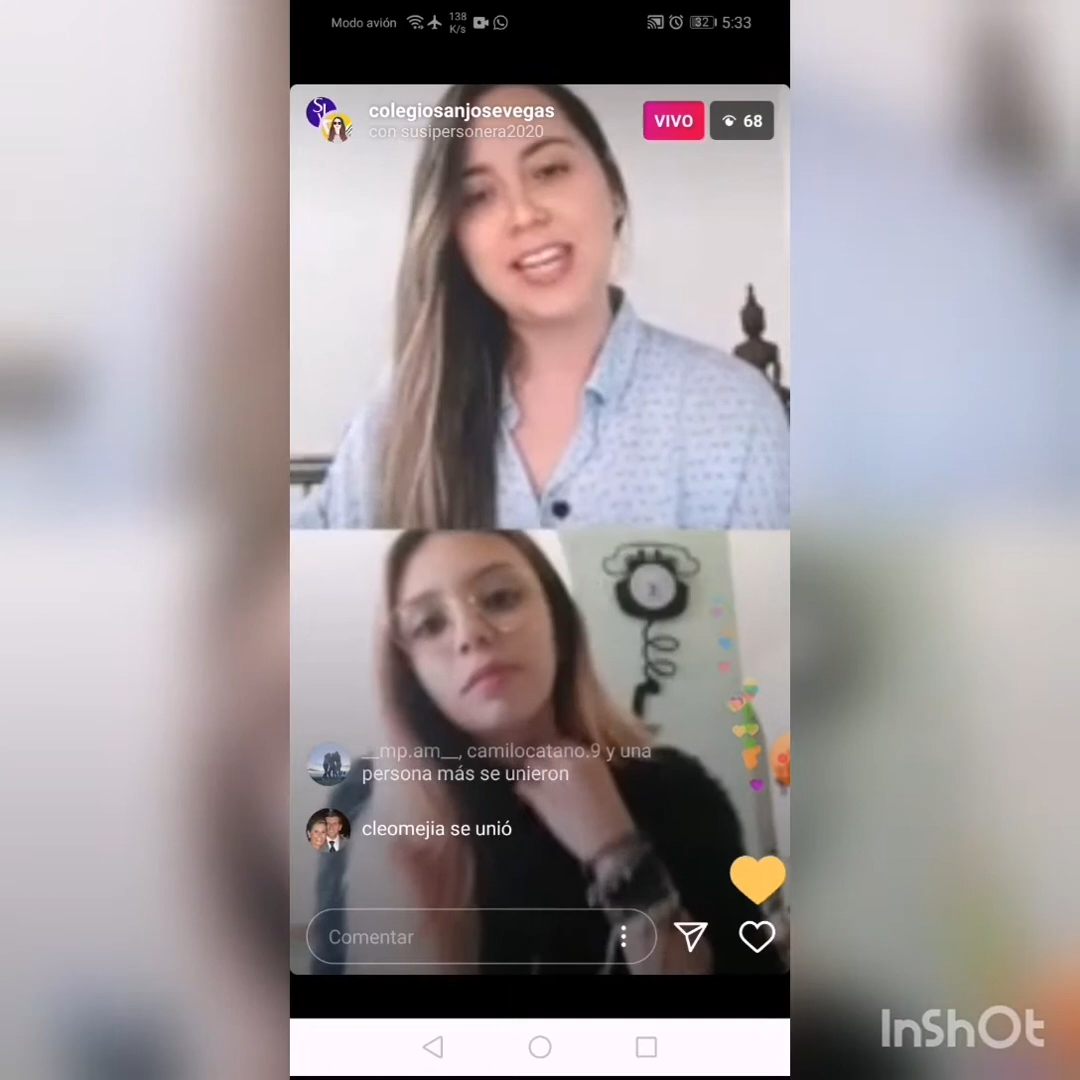 Modo avión
138
K/s
32
5:33
colegiosanjosevegas
con susipersonera2020
VIVO
68
__mp.am__, camilocatano.9 y una
persona más se unieron
cleomejia se unió
Comentar
InShOt